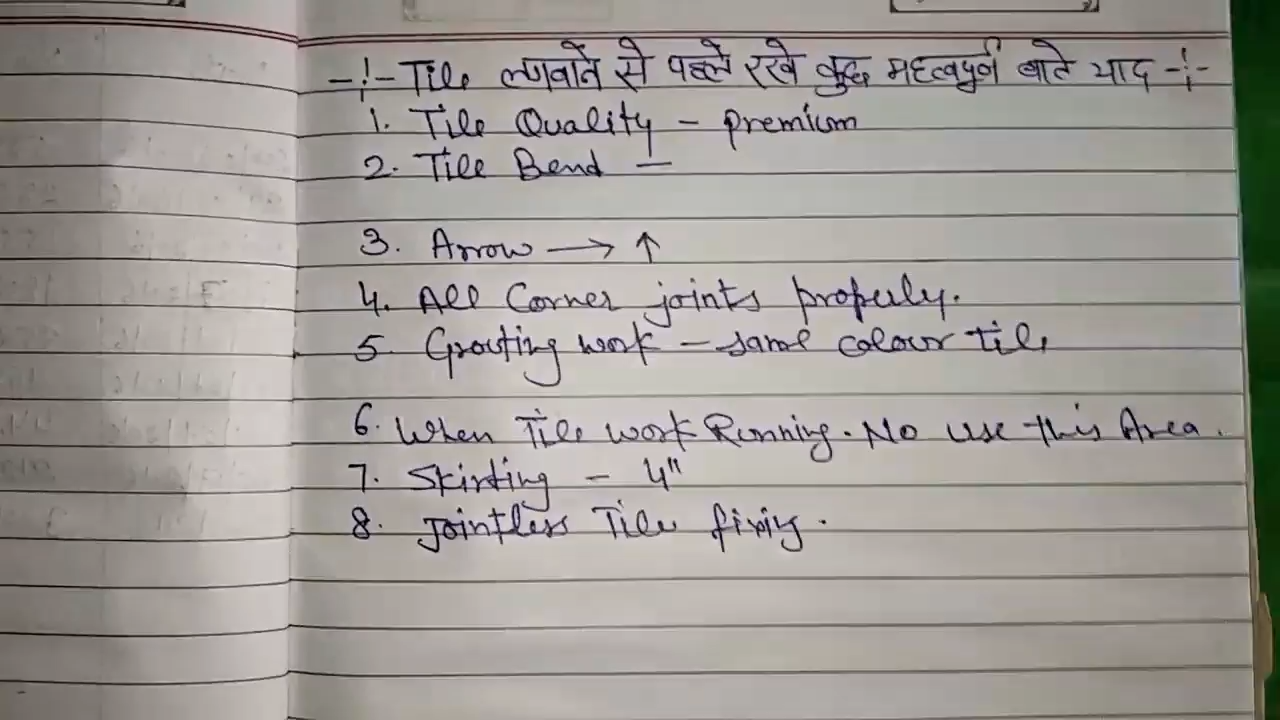 -:- Tile लगवाने से पहले रखे कुछ महत्वपूर्ण बाते याद -:-
1. Tile Quality - premium
2. Tile Bend -
3. Arrow → ↑
4. All Corner joints properly.
5. Grouting work - same colour tile
6. When Tile work Running. No use this Area.
7. Skirting - 4"
8. Jointless Tile fixing.